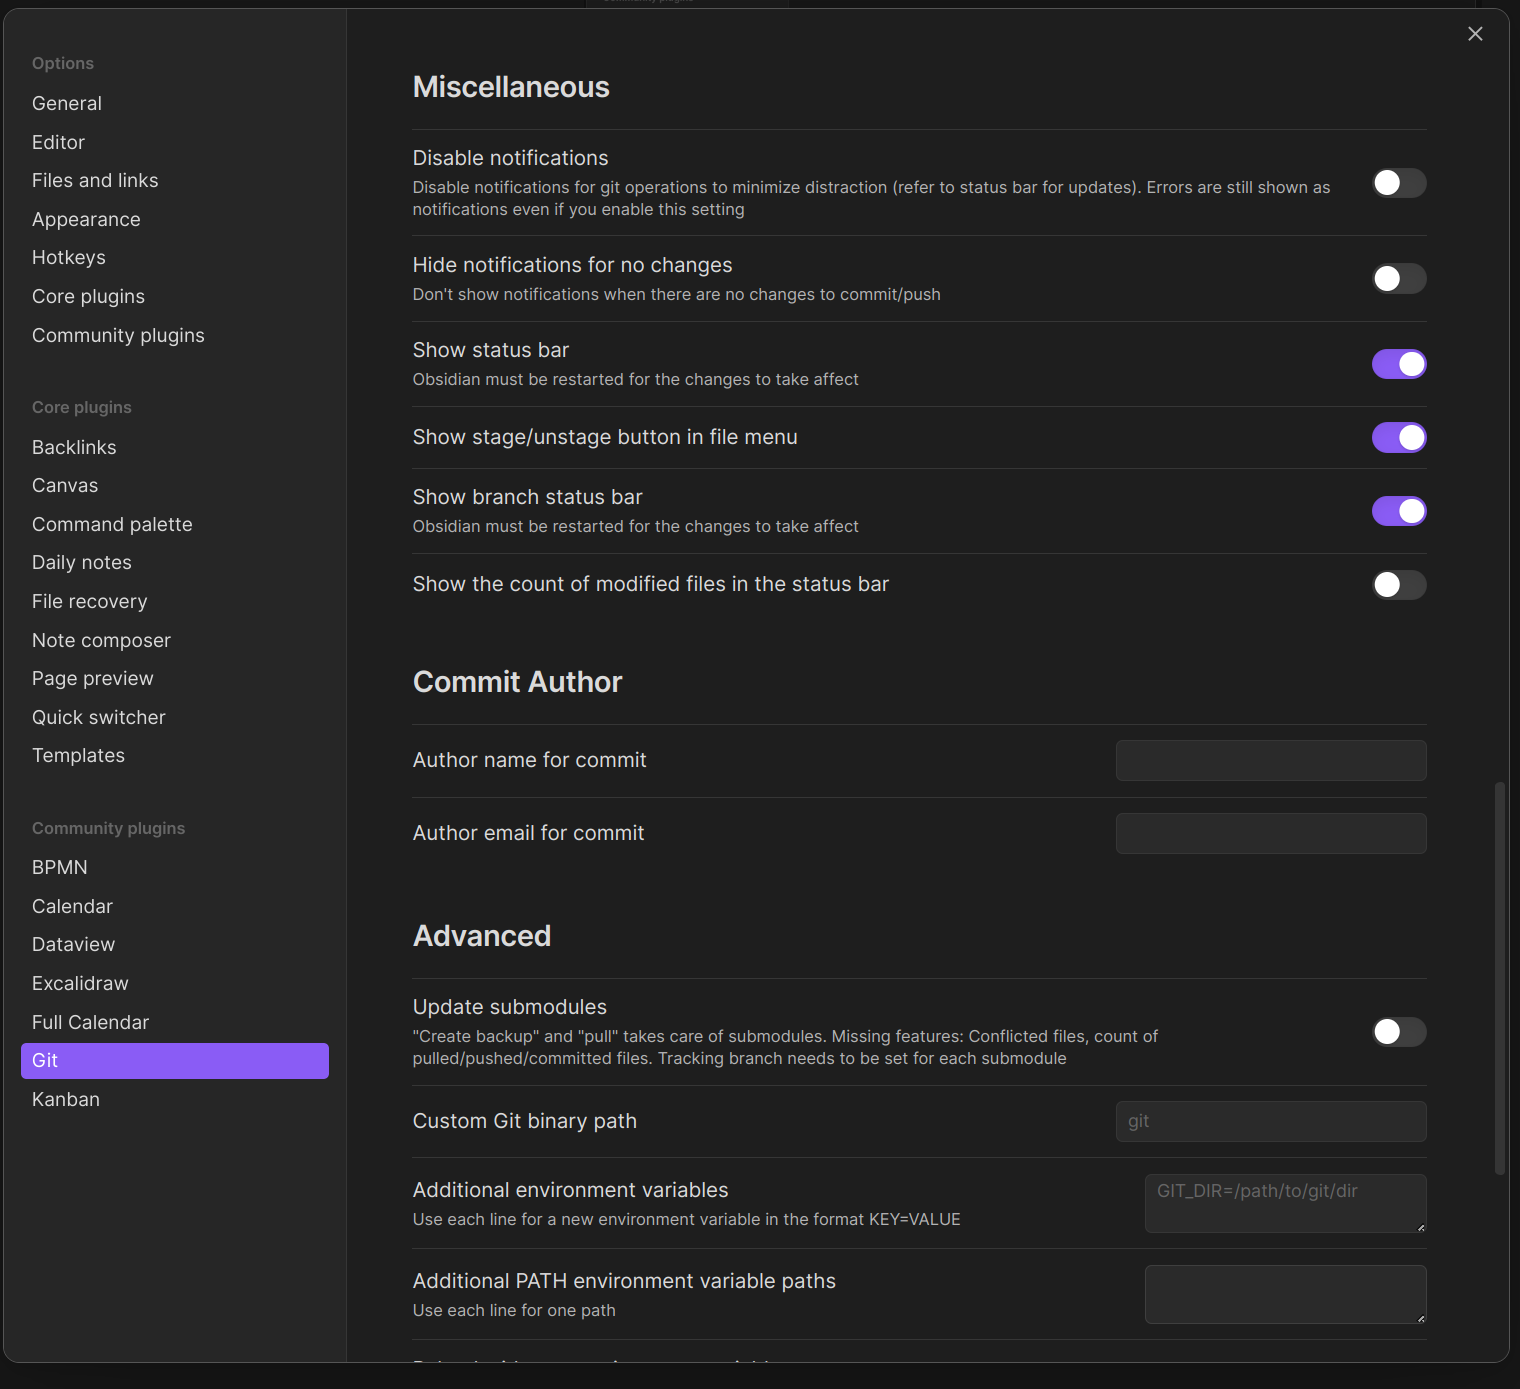 Options
General
Editor
Files and links
Appearance
Hotkeys
Core plugins
Community plugins
Core plugins
Backlinks
Canvas
Command palette
Daily notes
File recovery
Note composer
Page preview
Quick switcher
Templates
Community plugins
BPMN
Calendar
Dataview
Excalidraw
Full Calendar
Git
Kanban
Miscellaneous
Disable notifications
Disable notifications for git operations to minimize distraction (refer to status bar for updates). Errors are still shown as
notifications even if you enable this setting
Hide notifications for no changes
Don't show notifications when there are no changes to commit/push
Show status bar
Obsidian must be restarted for the changes to take affect
Show stage/unstage button in file menu
Show branch status bar
Obsidian must be restarted for the changes to take affect
Show the count of modified files in the status bar
Commit Author
Author name for commit
Author email for commit
Advanced
Update submodules
"Create backup" and "pull" takes care of submodules. Missing features: Conflicted files, count of
pulled/pushed/committed files. Tracking branch needs to be set for each submodule
Custom Git binary path
git
Additional environment variables
GIT_DIR=/path/to/git/dir
Use each line for a new environment variable in the format KEY=VALUE
Additional PATH environment variable paths
Use each line for one path